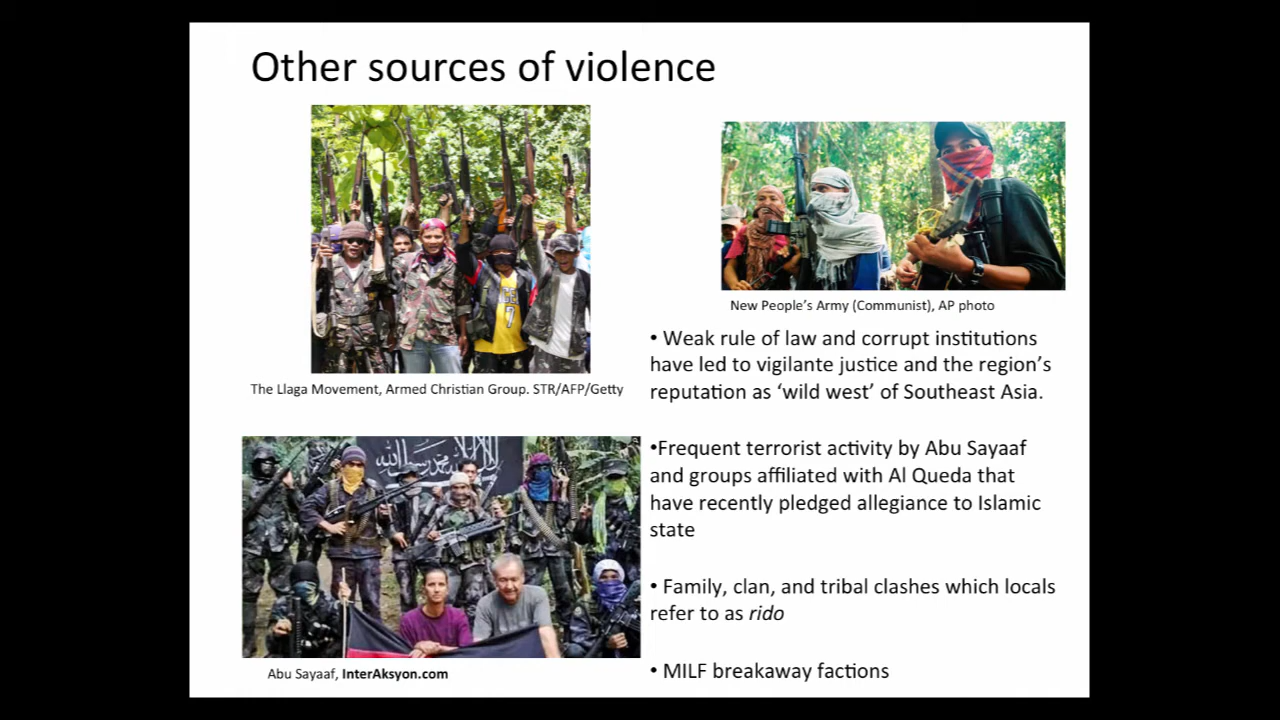 Other sources of violence
The Llaga Movement, Armed Christian Group. STR/AFP/Getty
New People's Army (Communist), AP photo
• Weak rule of law and corrupt institutions
have led to vigilante justice and the region's
reputation as 'wild west' of Southeast Asia.
•Frequent terrorist activity by Abu Sayaaf
and groups affiliated with Al Queda that
have recently pledged allegiance to Islamic
state
• Family, clan, and tribal clashes which locals
refer to as rido
• MILF breakaway factions
Abu Sayaaf, InterAksyon.com